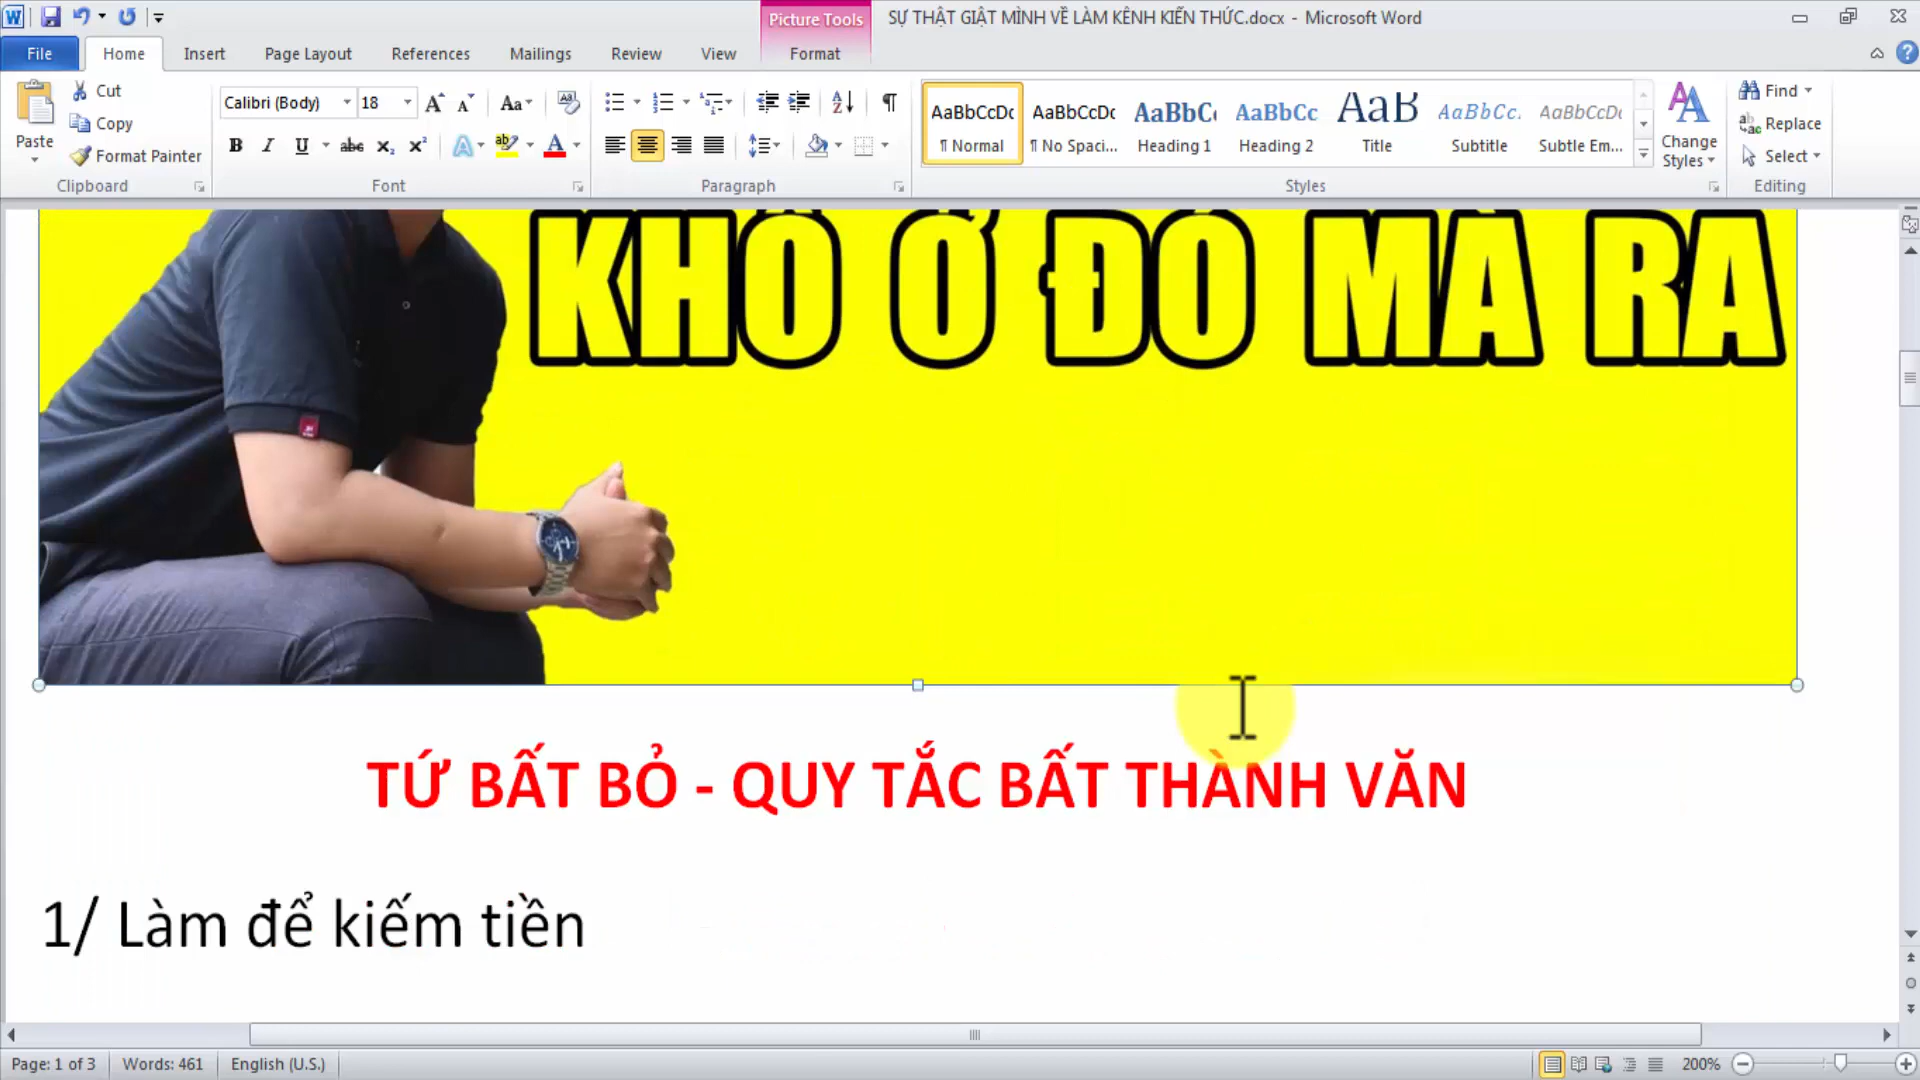 Picture Tools
SỰ THẬT GIẬT MÌNH VỀ LÀM KÊNH KIẾN THỨC.docx - Microsoft Word
File
Home
Insert
Page Layout
References
Mailings
Review
View
Format
Paste
Cut
Copy
Format Painter
Clipboard
Calibri (Body)
18
Font
Paragraph
AaBbCcDc
¶ Normal
AaBbCcDc
¶ No Spaci...
AaBbC
Heading 1
AaBbCc
Heading 2
AaB
Title
AaBbCc.
Subtitle
AaBbCcDc
Subtle Em...
Change
Styles
Styles
Find
Replace
Select
Editing
KHÔ Ở ĐÓ MÀ RA
TỨ BẤT BỎ - QUY TẮC BẤT THÀNH VĂN
1/ Làm để kiếm tiền
Page: 1 of 3
Words: 461
English (U.S.)
200%